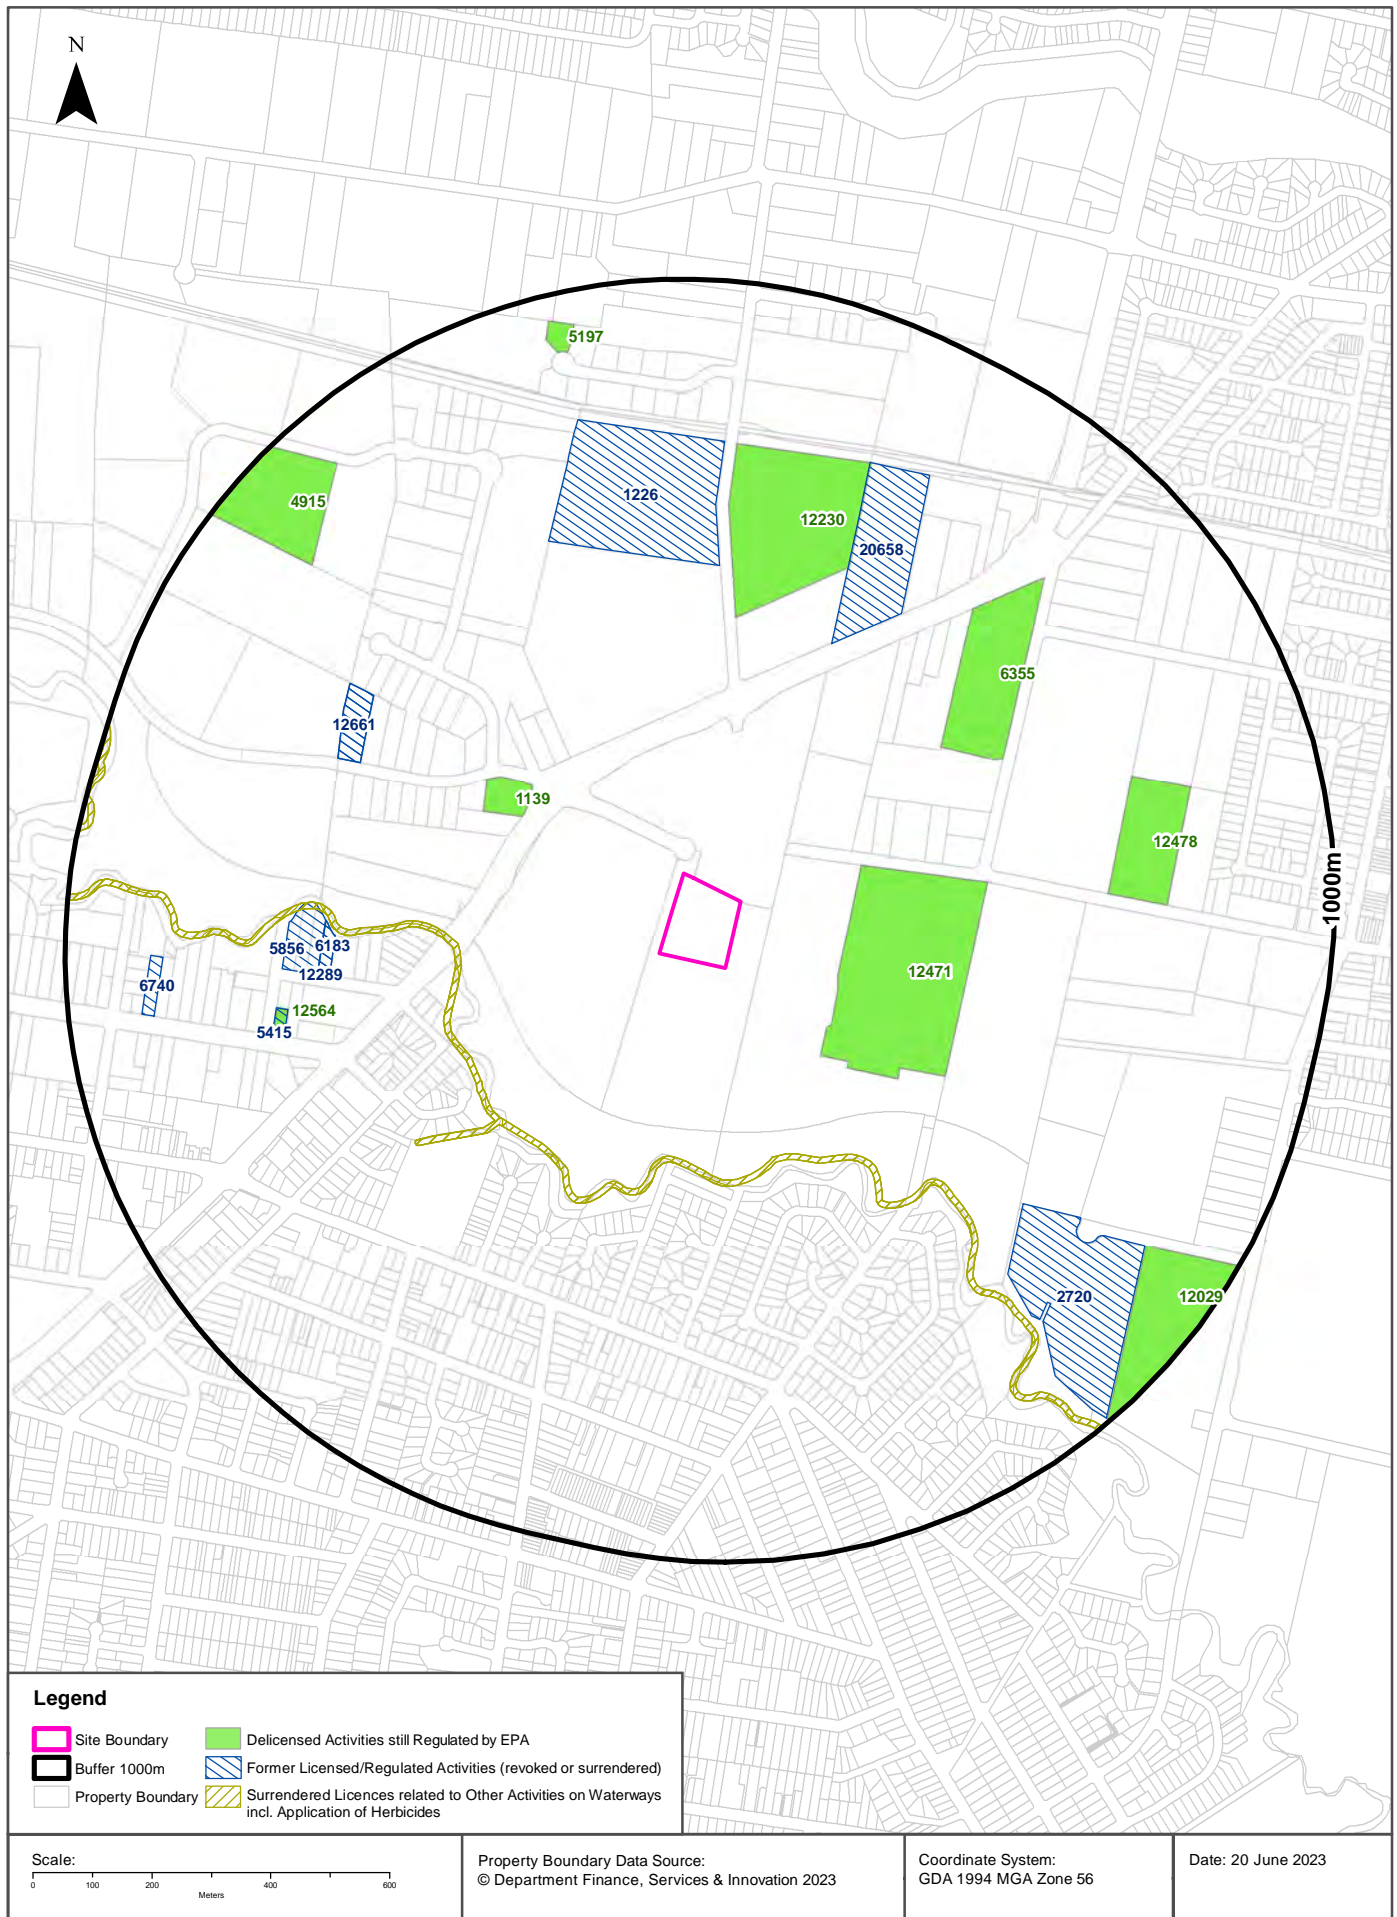 N
5197
4915
1226
12230
20658
6355
12661
1139
12478
1000m
5856
6183
12289
6740
12564
5415
12471
2720
12029
Legend
Site Boundary
Delicensed Activities still Regulated by EPA
Buffer 1000m
Former Licensed/Regulated Activities (revoked or surrendered)
Property Boundary
Surrendered Licences related to Other Activities on Waterways
incl. Application of Herbicides
Scale:
0 100 200 400 600
Meters
Property Boundary Data Source:
© Department Finance, Services & Innovation 2023
Coordinate System:
GDA 1994 MGA Zone 56
Date: 20 June 2023